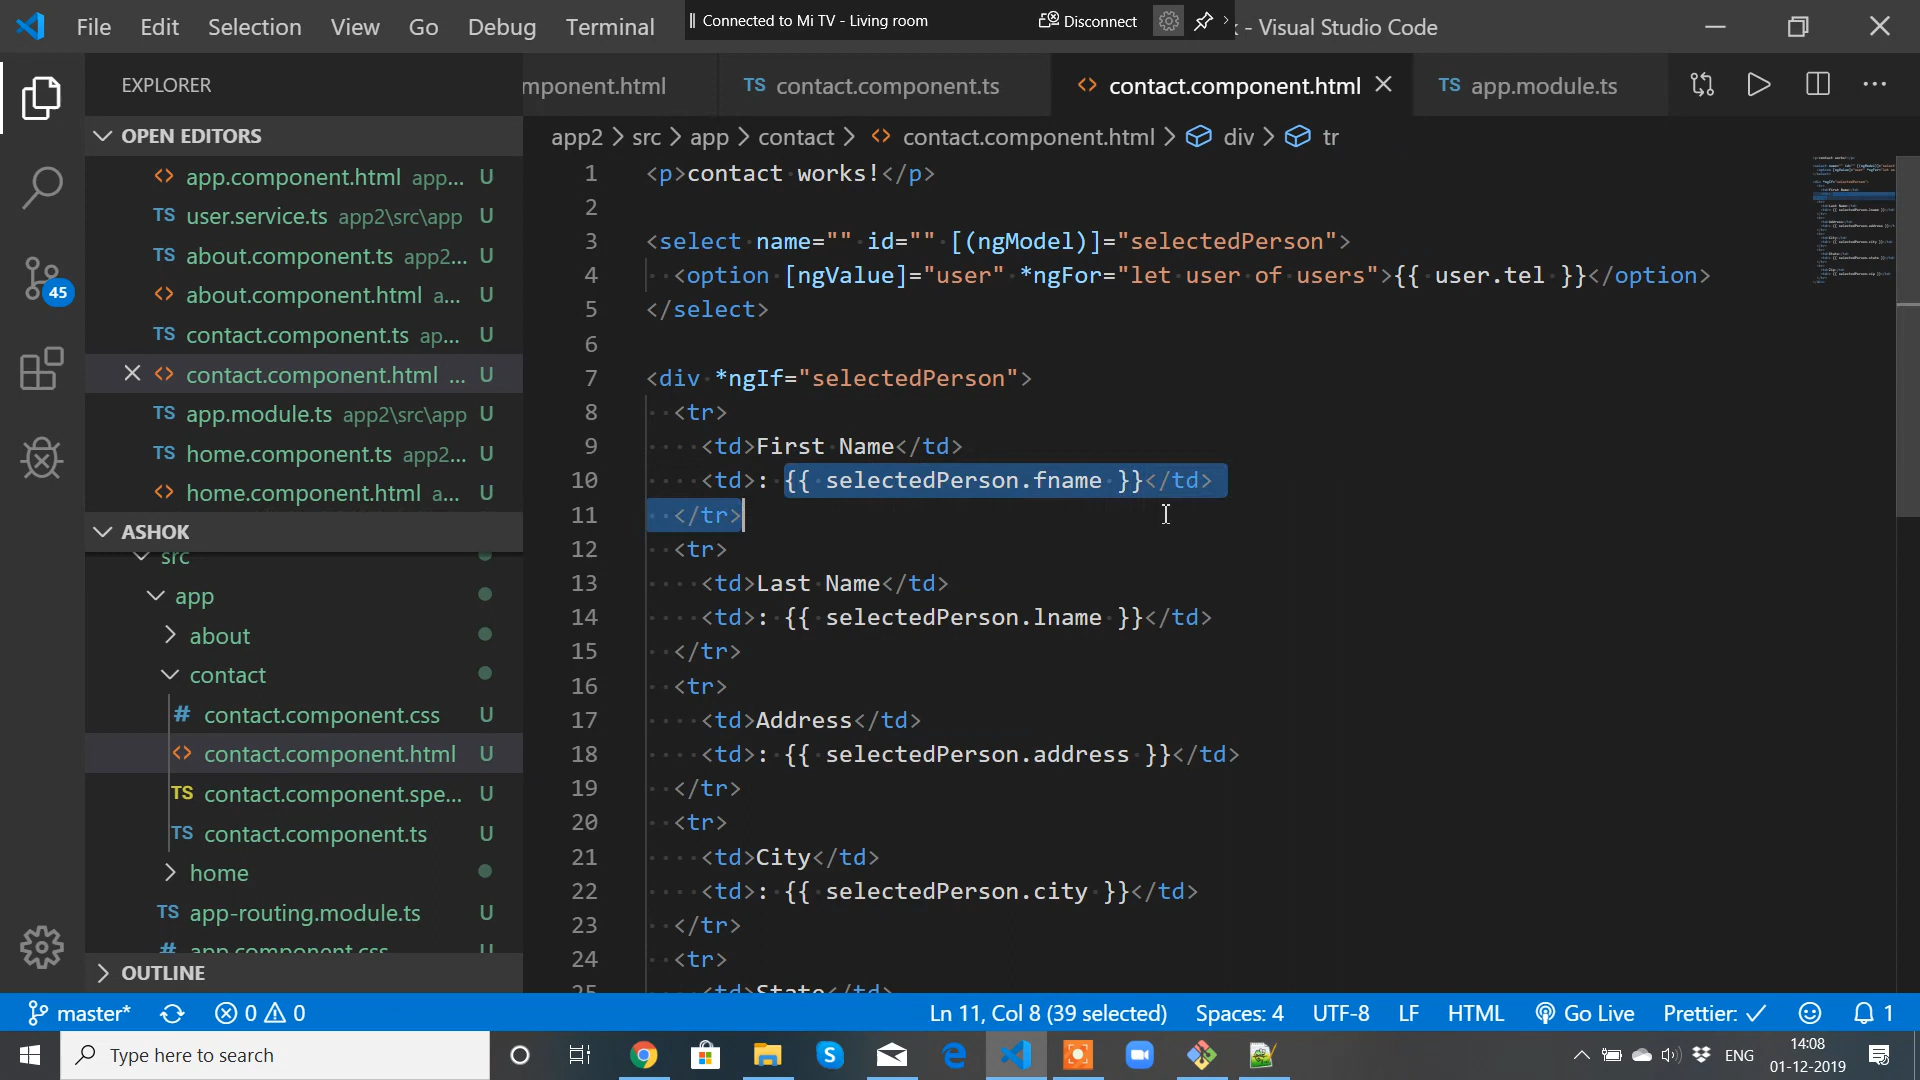 File Edit Selection View Go Debug Terminal
Connected to Mi TV - Living room Disconnect
- Visual Studio Code
EXPLORER
mponent.html
TS contact.component.ts
contact.component.html
TS app.module.ts
app2 > src > app > contact > contact.component.html > div > tr
OPEN EDITORS
app.component.html app... U
TS user.service.ts app2\src\app U
TS about.component.ts app2... U
about.component.html a... U
TS contact.component.ts ap... U
contact.component.html ... U
TS app.module.ts app2\src\app U
TS home.component.ts app2... U
home.component.html a... U
45
ASHOK
src
app
about
contact
# contact.component.css U
contact.component.html U
TS contact.component.spe... U
TS contact.component.ts U
home
TS app-routing.module.ts U
# app.component.css U
OUTLINE
1 <p>contact works!</p>
2
3 <select name="" id="" [(ngModel)]="selectedPerson">
4 <option [ngValue]="user" *ngFor="let user of users">{{ user.tel }}</option>
5 </select>
6
7 <div *ngIf="selectedPerson">
8 <tr>
9 <td>First Name</td>
10 <td>: {{ selectedPerson.fname }}</td>
11 </tr>
12 <tr>
13 <td>Last Name</td>
14 <td>: {{ selectedPerson.lname }}</td>
15 </tr>
16 <tr>
17 <td>Address</td>
18 <td>: {{ selectedPerson.address }}</td>
19 </tr>
20 <tr>
21 <td>City</td>
22 <td>: {{ selectedPerson.city }}</td>
23 </tr>
24 <tr>
25 <td>State</td>
master* 0 0
Ln 11, Col 8 (39 selected) Spaces: 4 UTF-8 LF HTML Go Live Prettier: ✓ 1
Type here to search
ENG
14:08
01-12-2019